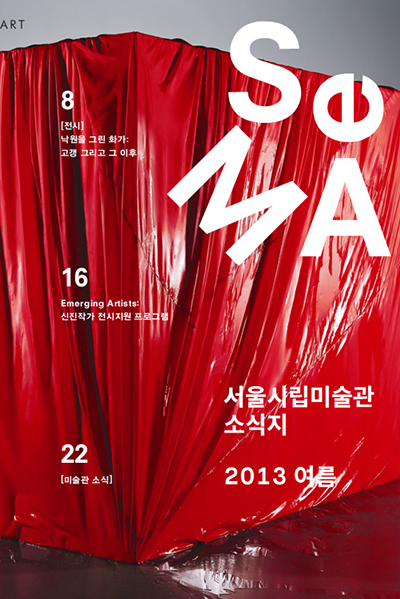 ART
SeMA
8
[전시]
낙원을 그린 화가:
고갱 그리고 그 이후
16
Emerging Artists:
신진작가 전시지원 프로그램
서울시립미술관
소식지
22
[미술관 소식]
2013 여름